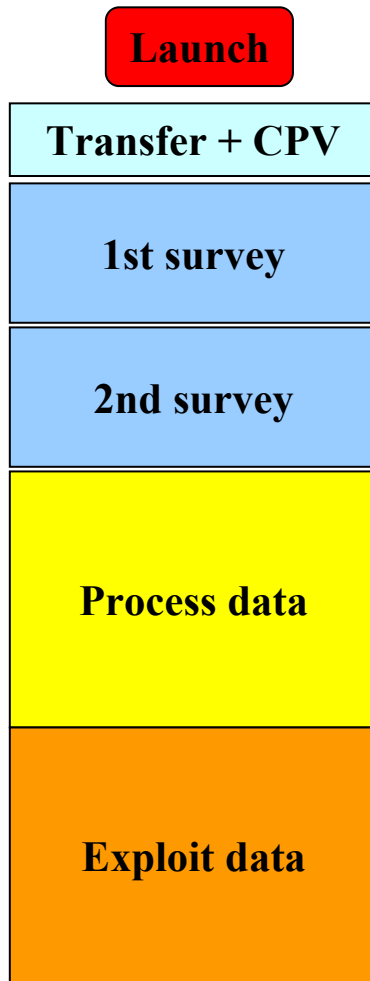 Launch
Transfer + CPV
1st survey
2nd survey
Process data
Exploit data